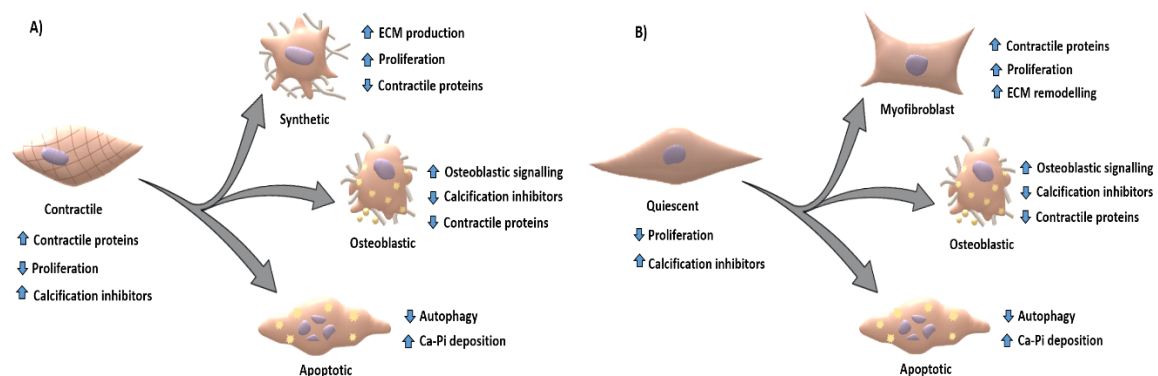 A)
ECM production
Proliferation
Contractile proteins
Synthetic
Contractile
Contractile proteins
Proliferation
Calcification inhibitors
Osteoblastic signalling
Calcification inhibitors
Contractile proteins
Osteoblastic
Autophagy
Ca-Pi deposition
Apoptotic
B)
Contractile proteins
Proliferation
ECM remodelling
Myofibroblast
Quiescent
Proliferation
Calcification inhibitors
Osteoblastic signalling
Calcification inhibitors
Contractile proteins
Osteoblastic
Autophagy
Ca-Pi deposition
Apoptotic